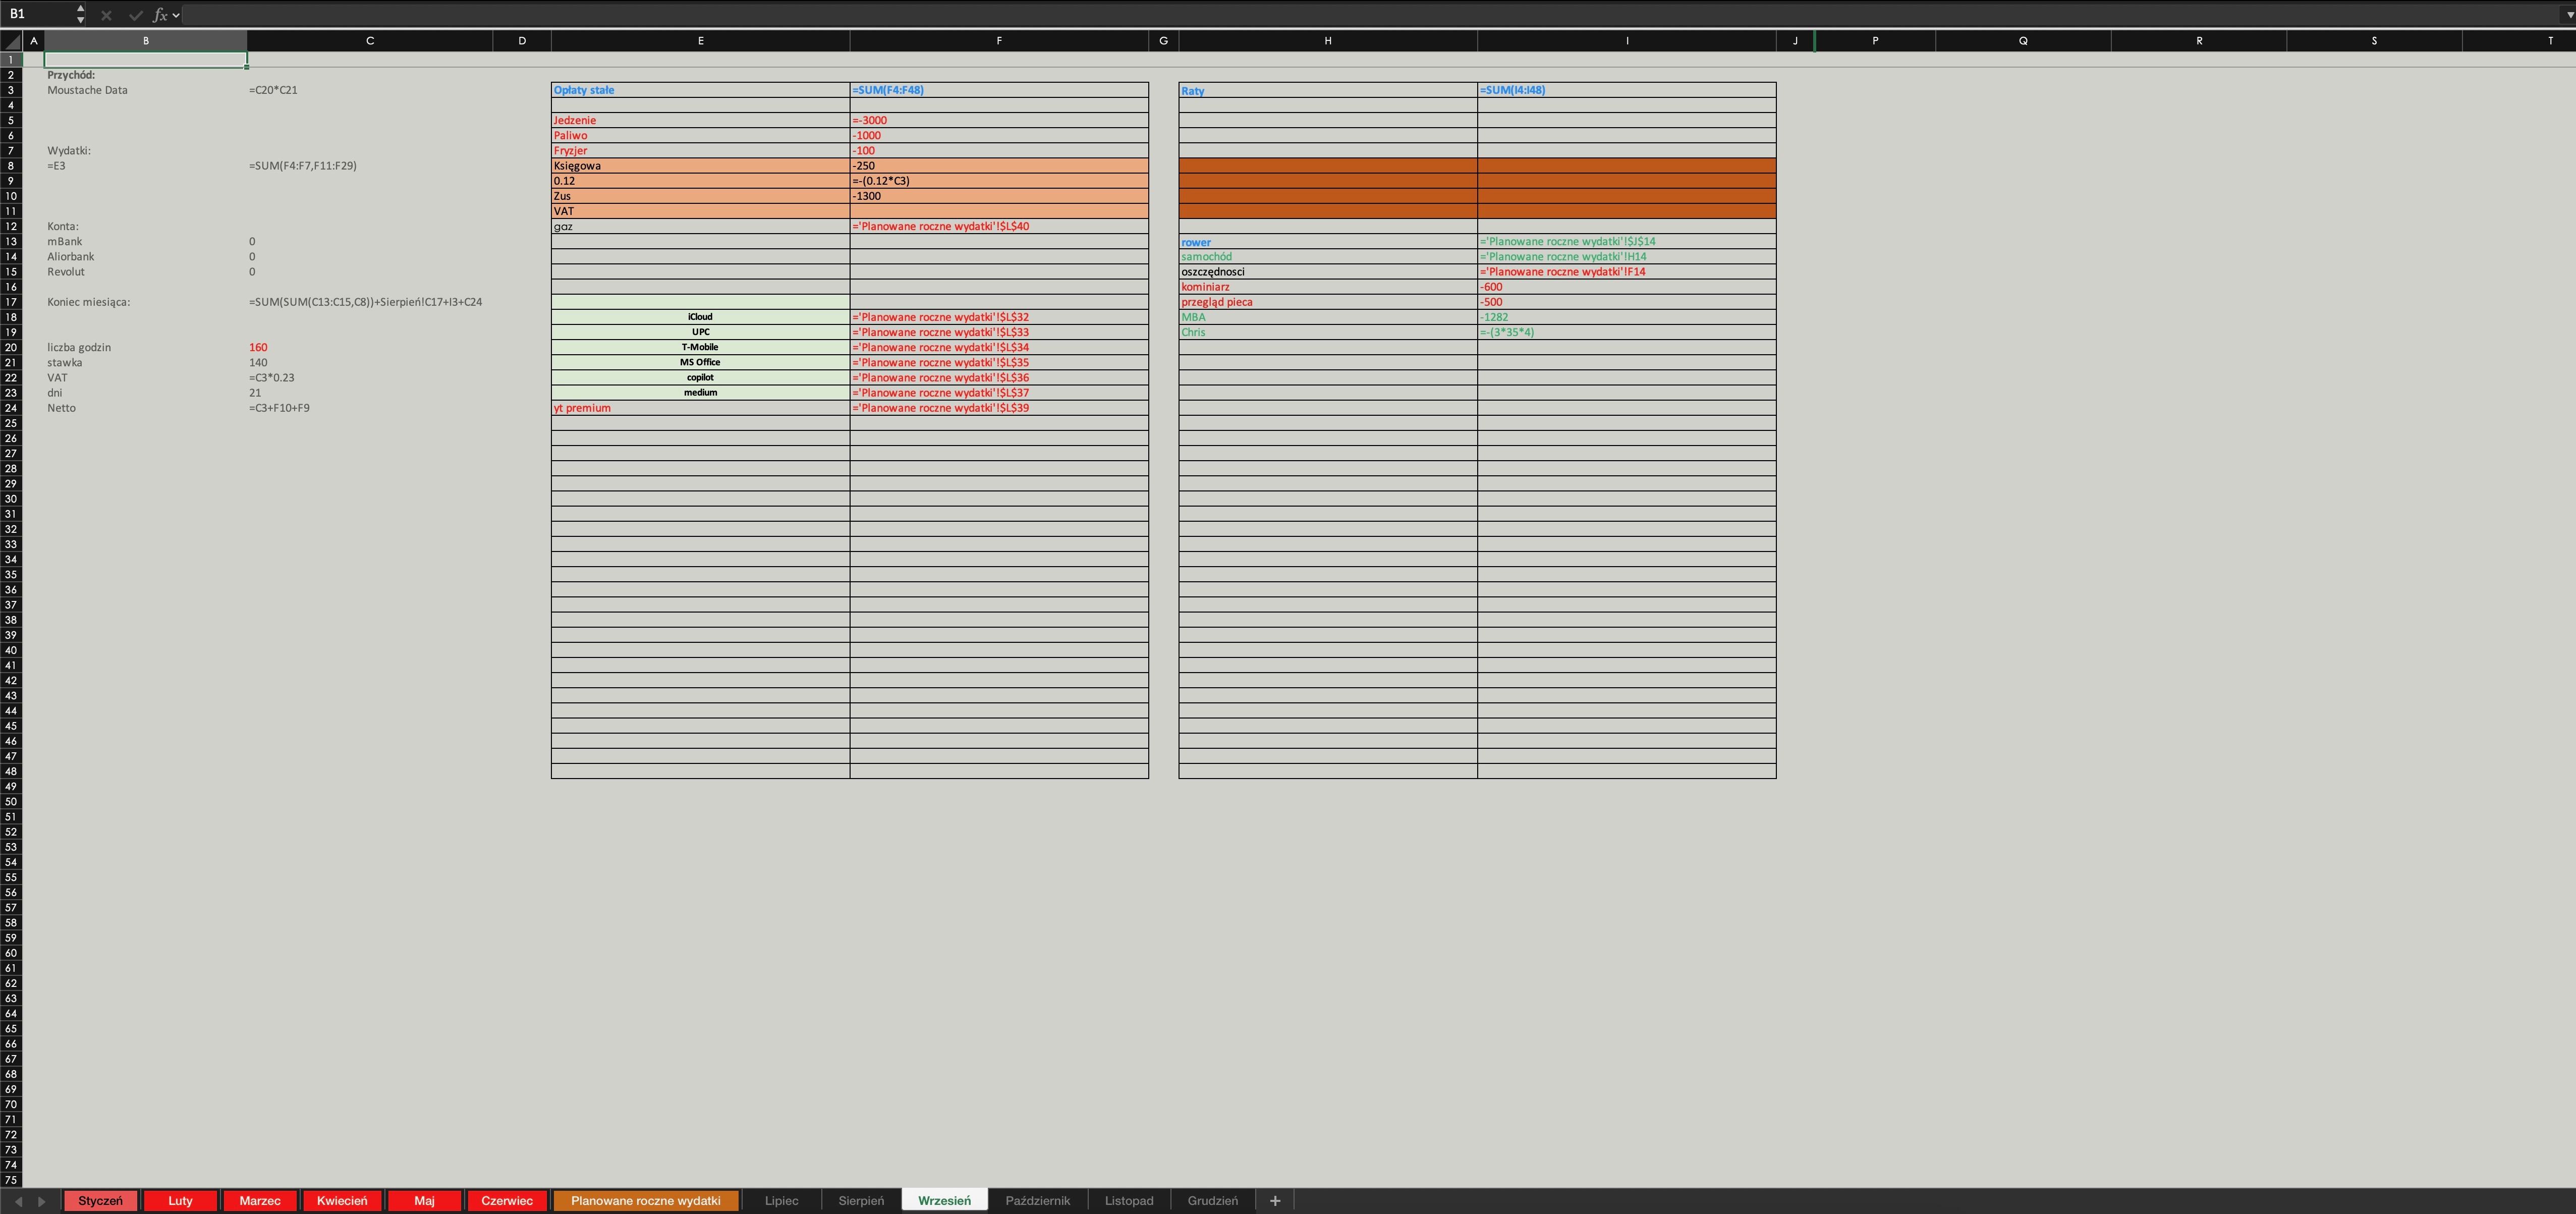 B1 fx
A B C D E F G H I J P Q R S T
1
2 Przychód:
3 Moustache Data =C20*C21 Opłaty stałe =SUM(F4:F48) Raty =SUM(I4:I48)
4
5 Jedzenie =-3000
6 Paliwo -1000
7 Wydatki: Fryzjer -100
8 =E3 =SUM(F4:F7,F11:F29) Księgowa -250
9 0.12 =-(0.12*C3)
10 Zus -1300
11 VAT
12 Konta: gaz ='Planowane roczne wydatki'!$L$40
13 mBank 0 rower ='Planowane roczne wydatki'!$J$14
14 Aliorbank 0 samochód ='Planowane roczne wydatki'!H14
15 Revolut 0 oszczędnosci ='Planowane roczne wydatki'!F14
16 kominiarz -600
17 Koniec miesiąca: =SUM(SUM(C13:C15,C8))+Sierpień!C17+I3+C24 przegląd pieca -500
18 iCloud ='Planowane roczne wydatki'!$L$32 MBA -1282
19 UPC ='Planowane roczne wydatki'!$L$33 Chris =-(3*35*4)
20 liczba godzin 160 T-Mobile ='Planowane roczne wydatki'!$L$34
21 stawka 140 MS Office ='Planowane roczne wydatki'!$L$35
22 VAT =C3*0.23 copilot ='Planowane roczne wydatki'!$L$36
23 dni 21 medium ='Planowane roczne wydatki'!$L$37
24 Netto =C3+F10+F9 yt premium ='Planowane roczne wydatki'!$L$39
25
26
27
28
29
30
31
32
33
34
35
36
37
38
39
40
41
42
43
44
45
46
47
48
49
50
51
52
53
54
55
56
57
58
59
60
61
62
63
64
65
66
67
68
69
70
71
72
73
74
75
Styczeń Luty Marzec Kwiecień Maj Czerwiec Planowane roczne wydatki Lipiec Sierpień Wrzesień Październik Listopad Grudzień +